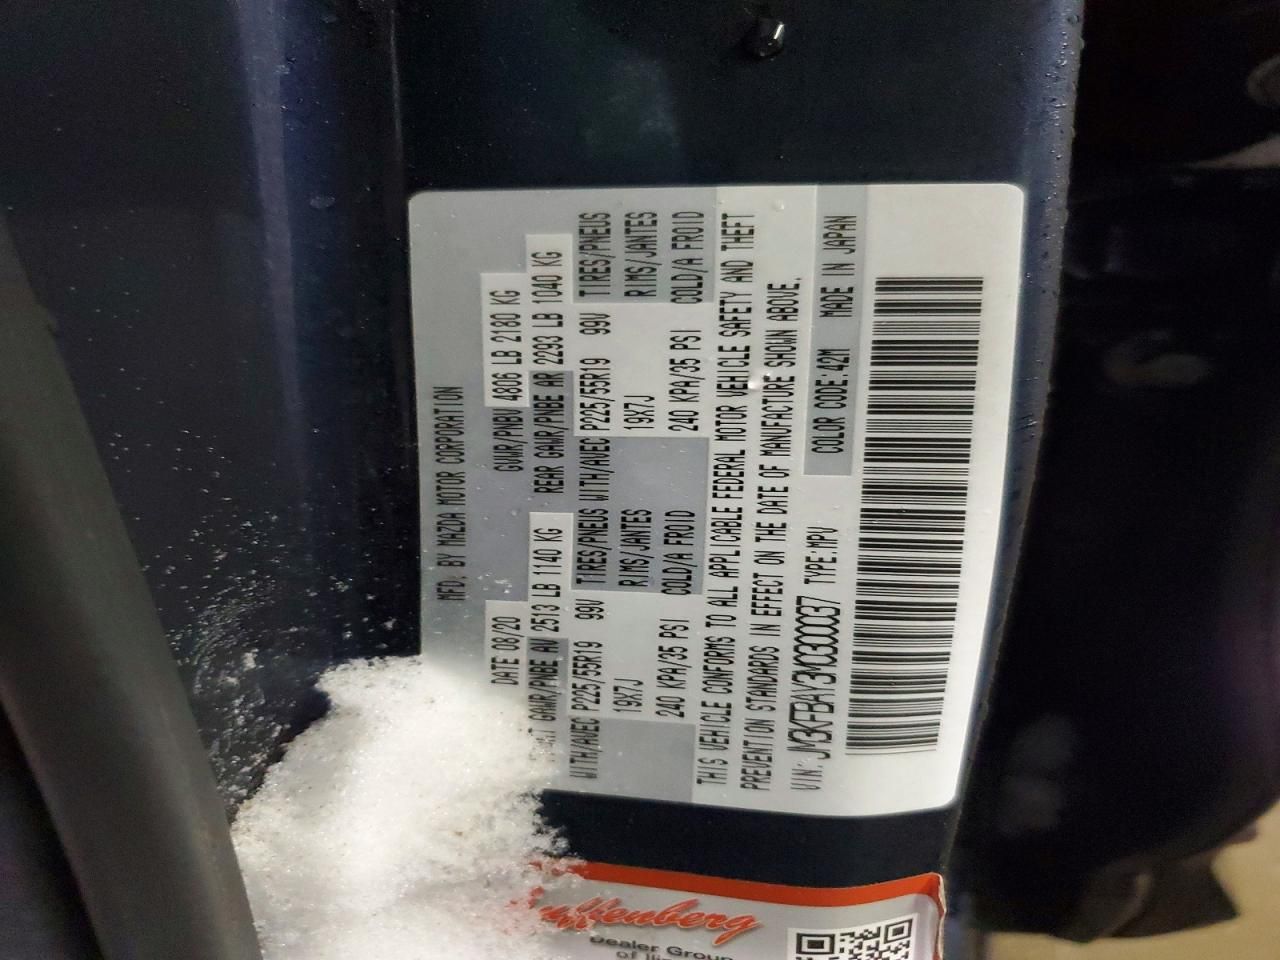 MFD. BY MAZDA MOTOR CORPORATION
DATE 08/20 GVWR/PNBV 4806 LB 2180 KG
GAWR/PNBE AV 2513 LB 1140 KG REAR GAWR/PNBE AR 2293 LB 1040 KG
WITH/AVEC P225/55R19 99V TIRES/PNEUS WITH/AVEC P225/55R19 99V TIRES/PNEUS
19X7J RIMS/JANTES 19X7J RIMS/JANTES
240 KPA/35 PSI COLD/A FROID 240 KPA/35 PSI COLD/A FROID
THIS VEHICLE CONFORMS TO ALL APPLICABLE FEDERAL MOTOR VEHICLE SAFETY AND THEFT
PREVENTION STANDARDS IN EFFECT ON THE DATE OF MANUFACTURE SHOWN ABOVE.
VIN: JM3KFBAY3M0300037 TYPE:MPV COLOR CODE:42M MADE IN JAPAN
Dealer Group